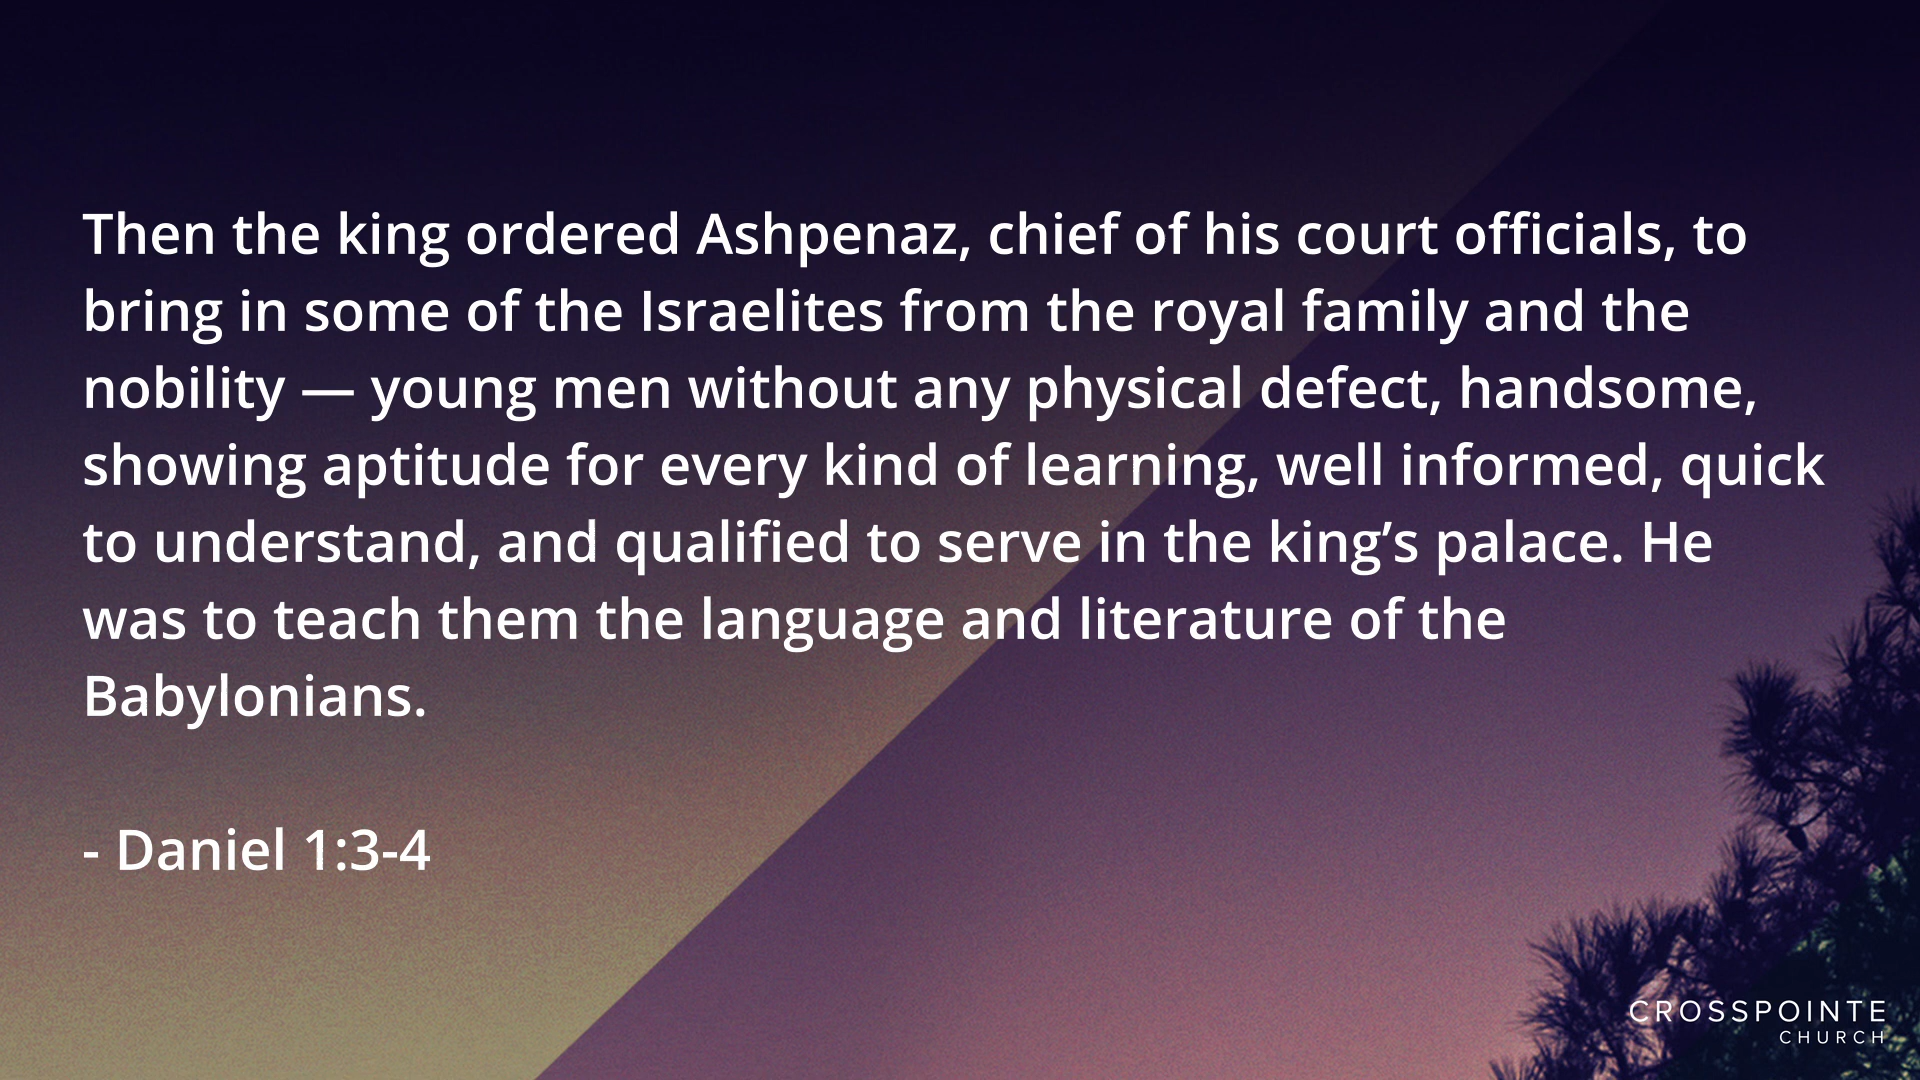 Then the king ordered Ashpenaz, chief of his court officials, to
bring in some of the Israelites from the royal family and the
nobility — young men without any physical defect, handsome,
showing aptitude for every kind of learning, well informed, quick
to understand, and qualified to serve in the king’s palace. He
was to teach them the language and literature of the
Babylonians.
- Daniel 1:3-4
CROSSPOINTE
CHURCH